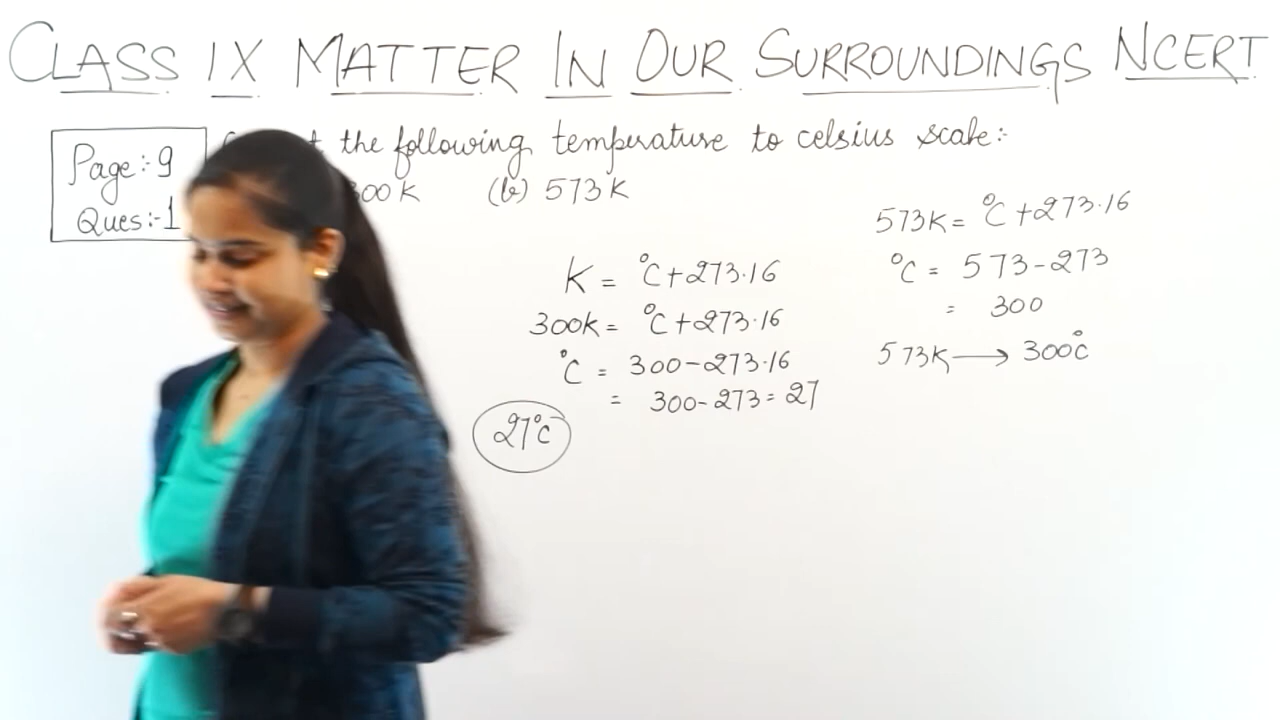 CLASS IX MATTER IN OUR SURROUNDINGS NCERT
Page:- 9
Ques:- 1
the following temperature to celsius scale:-
300K (b) 573K
K = °C + 273.16
300K = °C + 273.16
°C = 300 - 273.16
= 300 - 273 = 27
27°C
573K = °C + 273.16
°C = 573 - 273
= 300
573K → 300°C